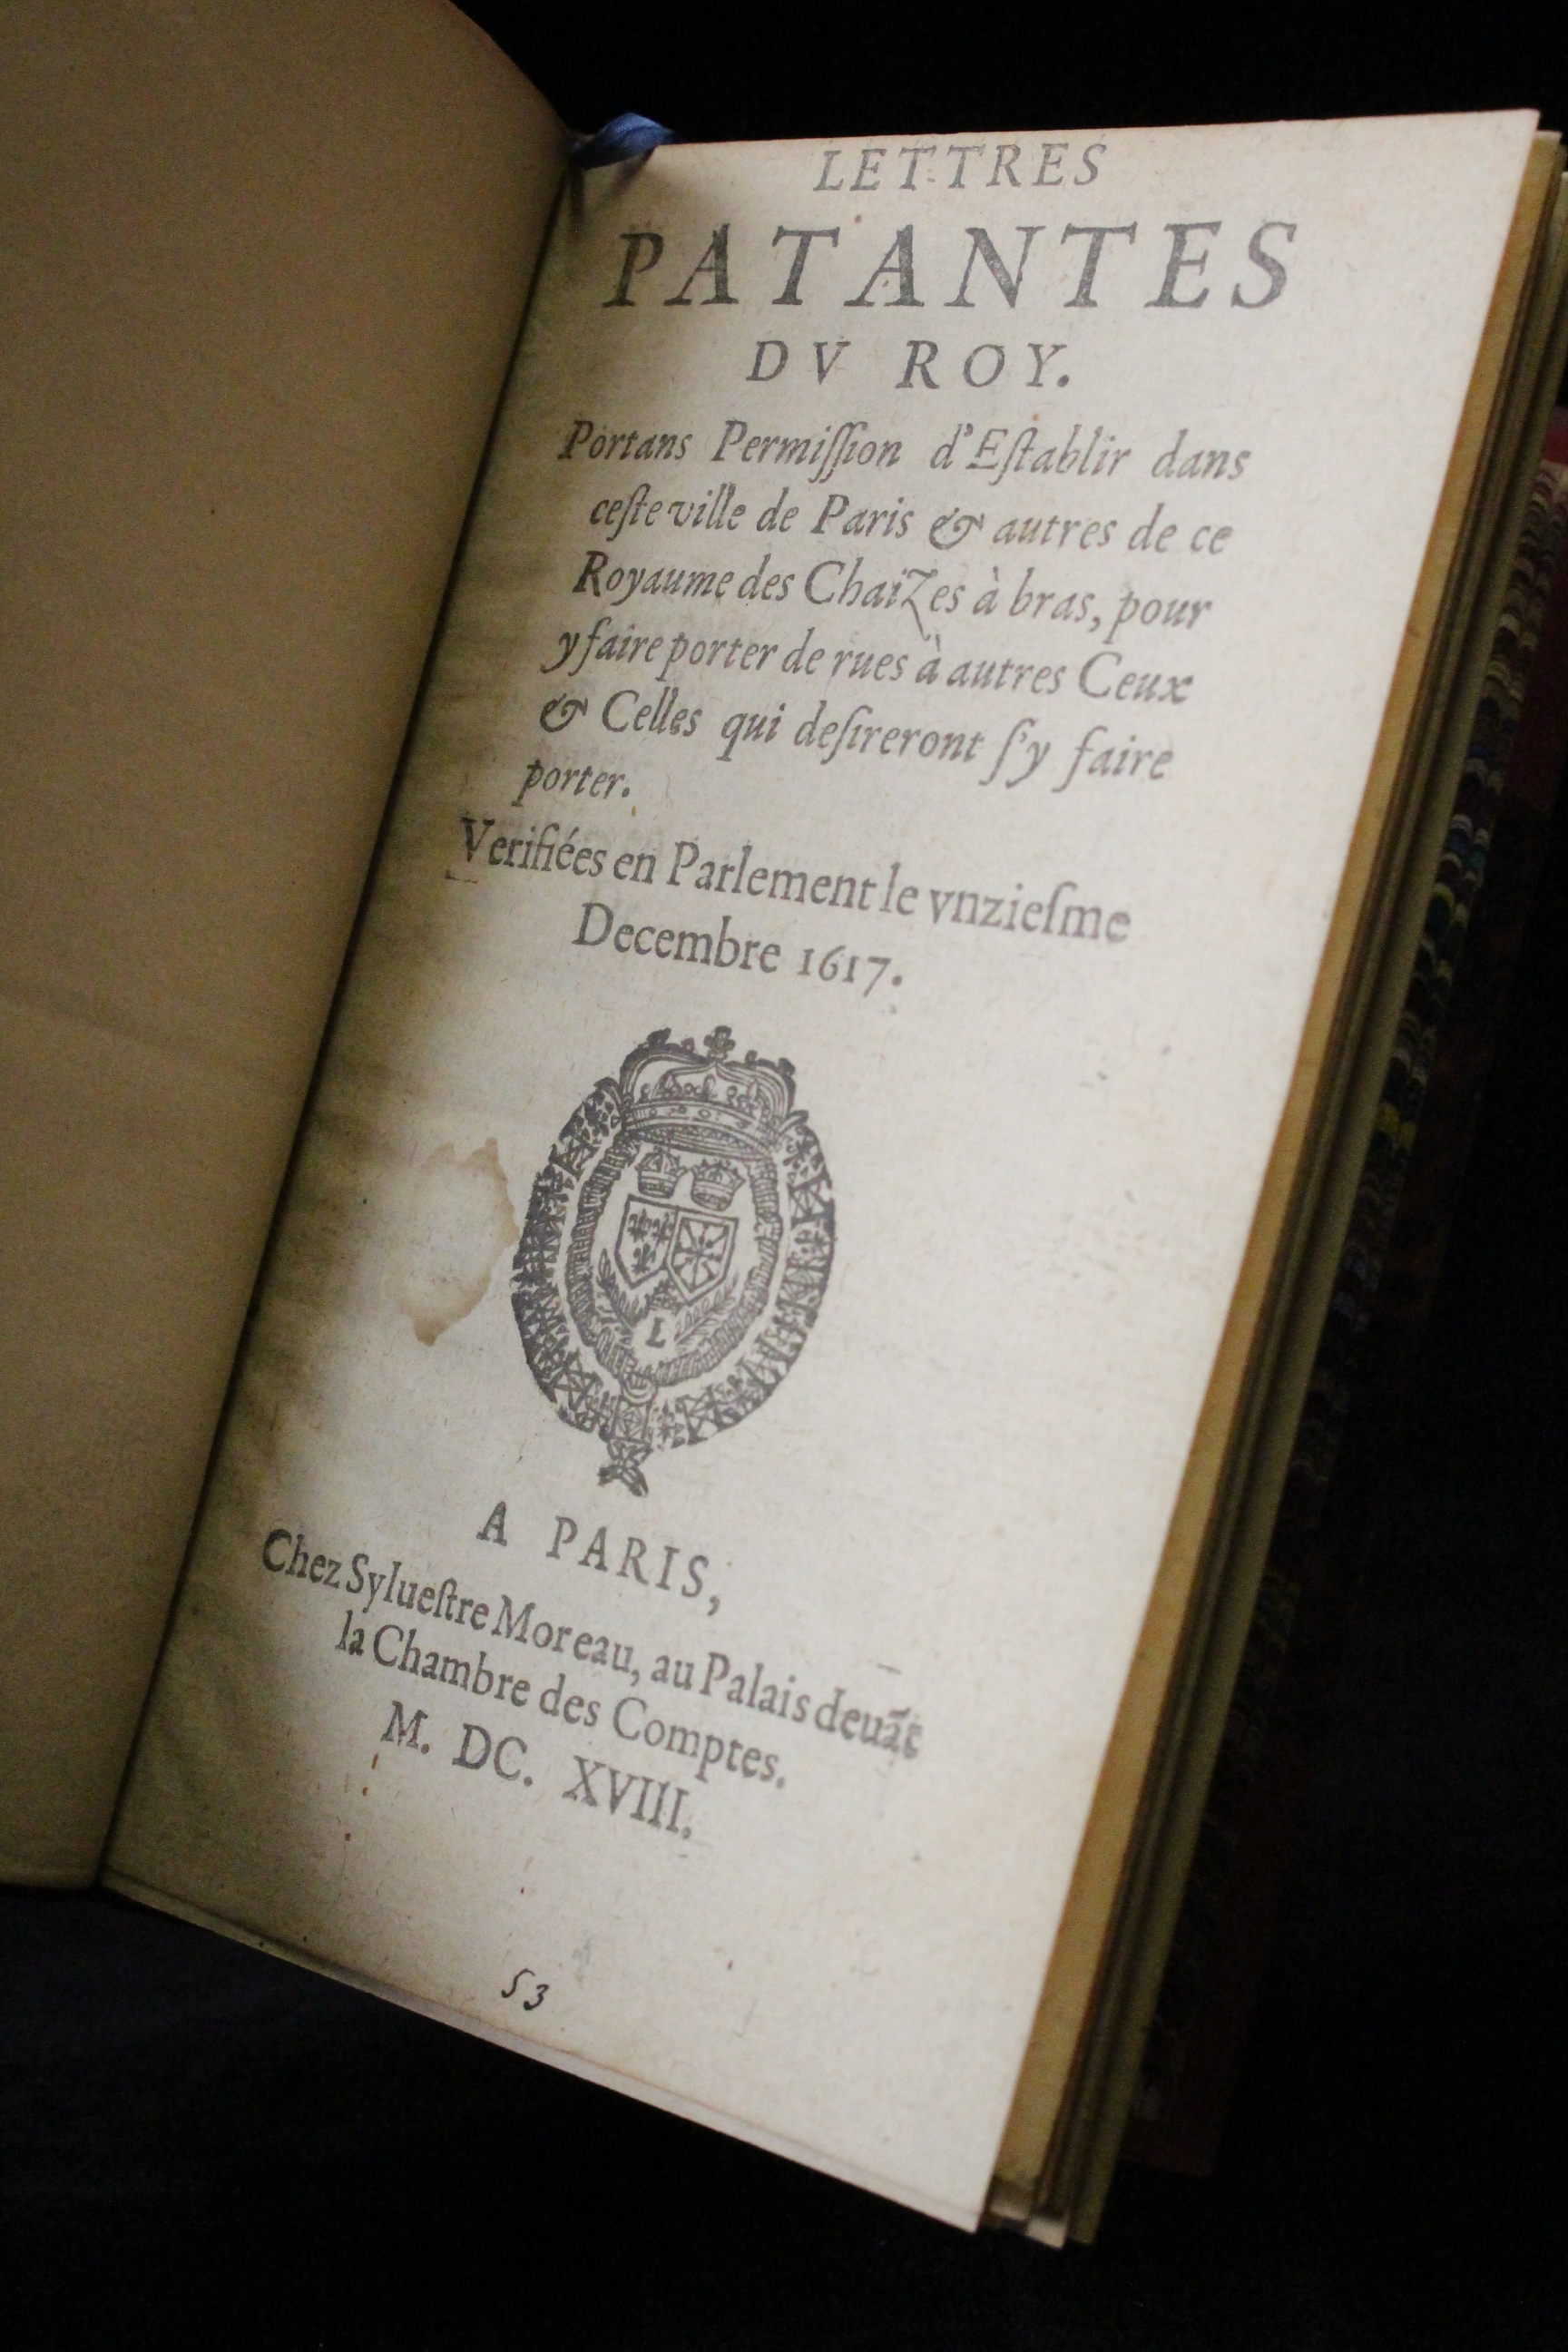 LETTRES
PATANTES
DV ROY.
Portans Permiſſion d'Eſtablir dans
ceſte ville de Paris & autres de ce
Royaume des Chaizes à bras, pour
y faire porter de rues à autres Ceux
& Celles qui deſireront ſ'y faire
porter.
Verifiées en Parlement le vnzieſme
Decembre 1617.
L
A PARIS,
Chez Sylueſtre Moreau, au Palais deuãt
la Chambre des Comptes.
M. DC. XVIII.
53